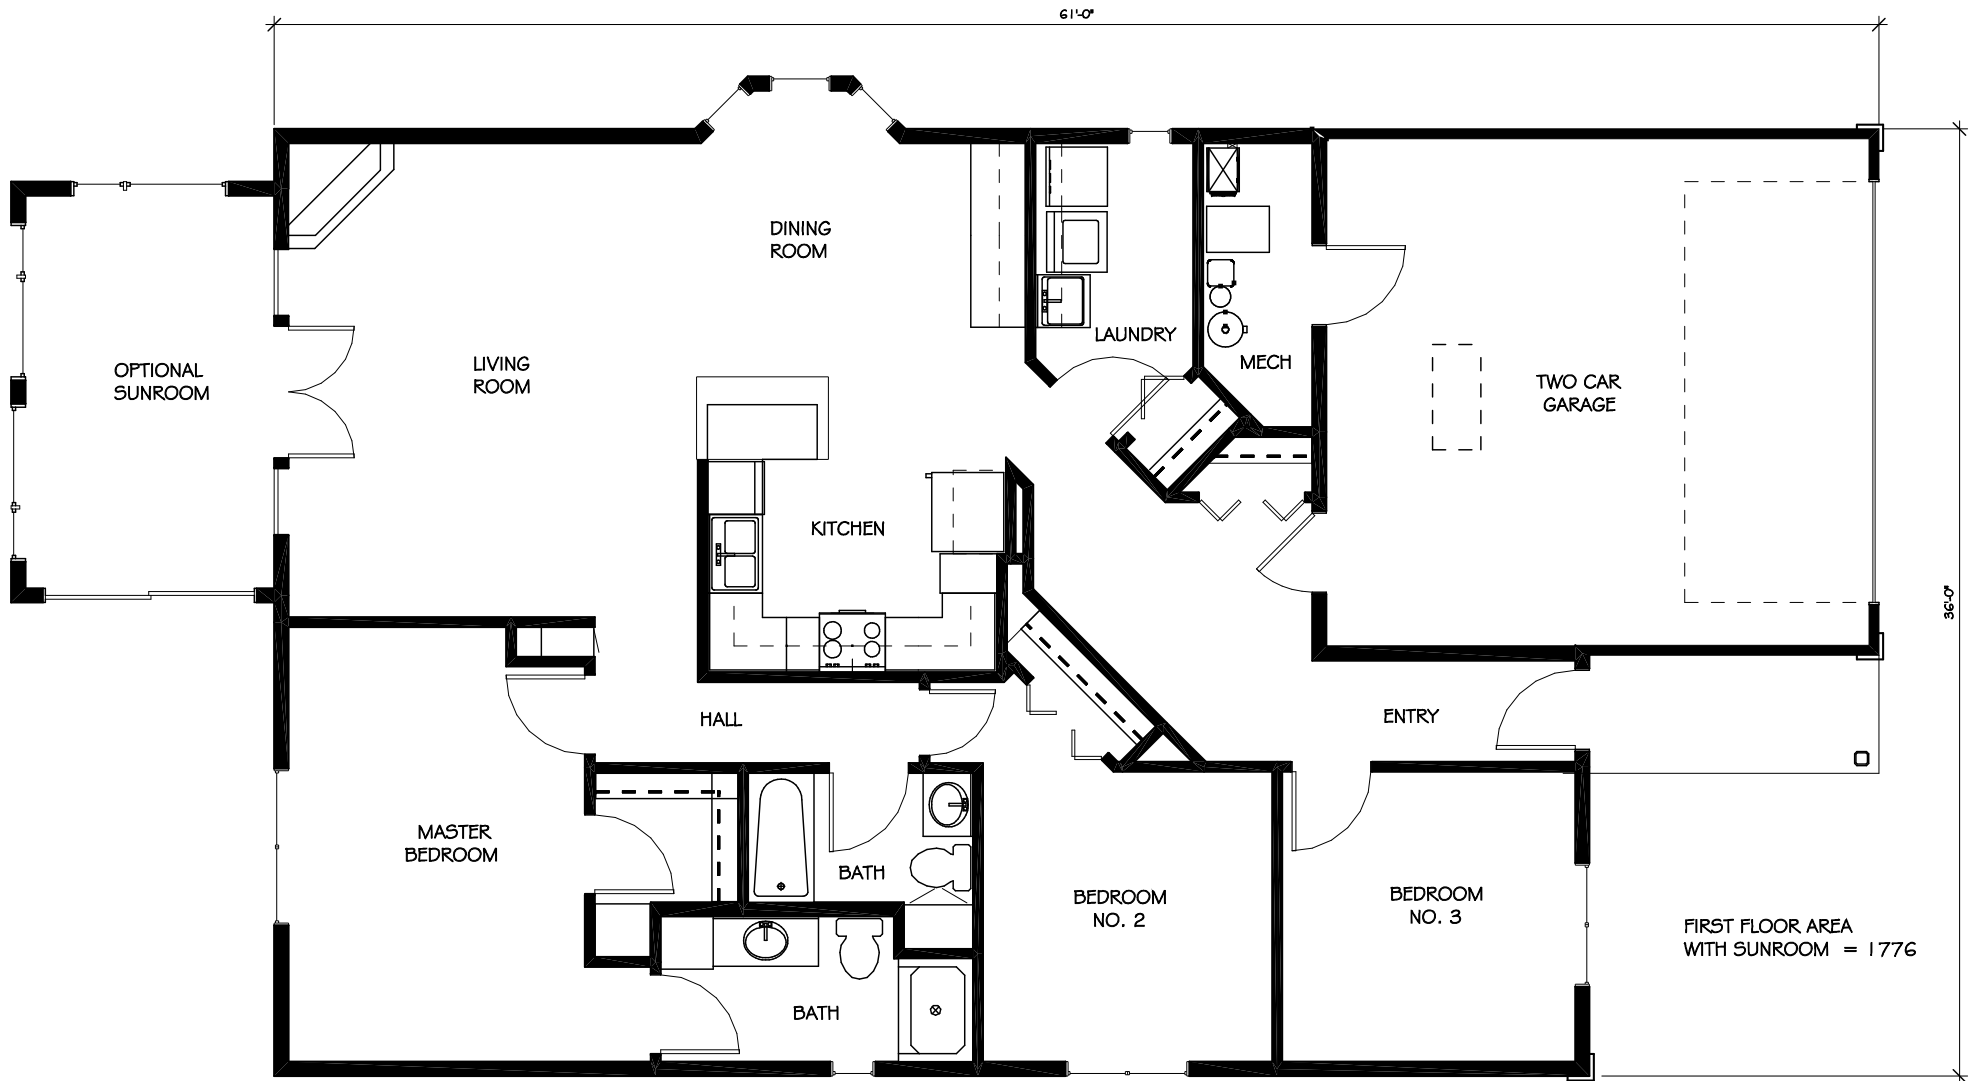 61'-0"
DINING
ROOM
LAUNDRY
MECH
OPTIONAL
SUNROOM
LIVING
ROOM
TWO CAR
GARAGE
KITCHEN
36'-0"
HALL
ENTRY
MASTER
BEDROOM
BATH
BEDROOM
NO. 2
BEDROOM
NO. 3
FIRST FLOOR AREA
WITH SUNROOM = 1776
BATH